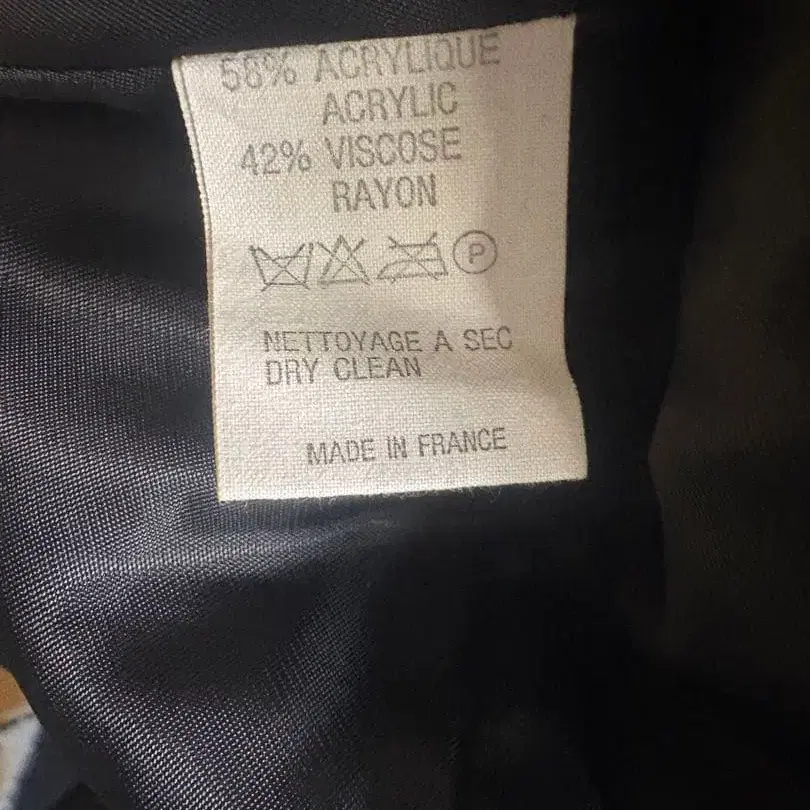 58% ACRYLIQUE
ACRYLIC
42% VISCOSE
RAYON
P
NETTOYAGE A SEC
DRY CLEAN
MADE IN FRANCE